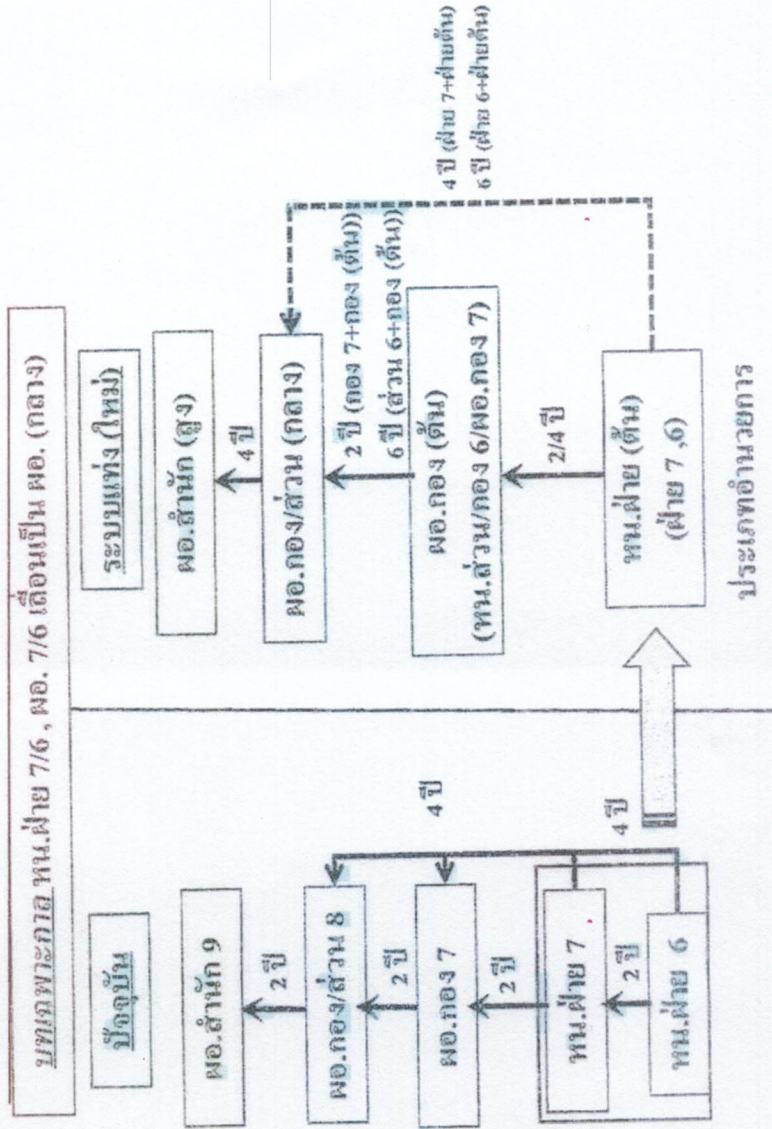 บทเฉพาะกาล หน.ฝ่าย 7/6 , ผอ. 7/6 เลื่อนเป็น ผอ. (กลาง)
ปัจจุบัน
ผอ.สำนัก 9
2 ปี
ผอ.กอง/ส่วน 8
2 ปี
ผอ.กอง 7
2 ปี
หน.ฝ่าย 7
2 ปี
หน.ฝ่าย 6
4 ปี
4 ปี
ระบบแท่ง (ใหม่)
ผอ.สำนัก (สูง)
4 ปี
ผอ.กอง/ส่วน (กลาง)
2 ปี (กอง 7+กอง (ต้น))
6 ปี (ส่วน 6+กอง (ต้น))
ผอ.กอง (ต้น)
(หน.ส่วน/กอง 6/ผอ.กอง 7)
2/4 ปี
หน.ฝ่าย (ต้น)
(ฝ่าย 7 ,6)
4 ปี (ฝ่าย 7+ฝ่ายต้น)
6 ปี (ฝ่าย 6+ฝ่ายต้น)
ประเภทอำนวยการ